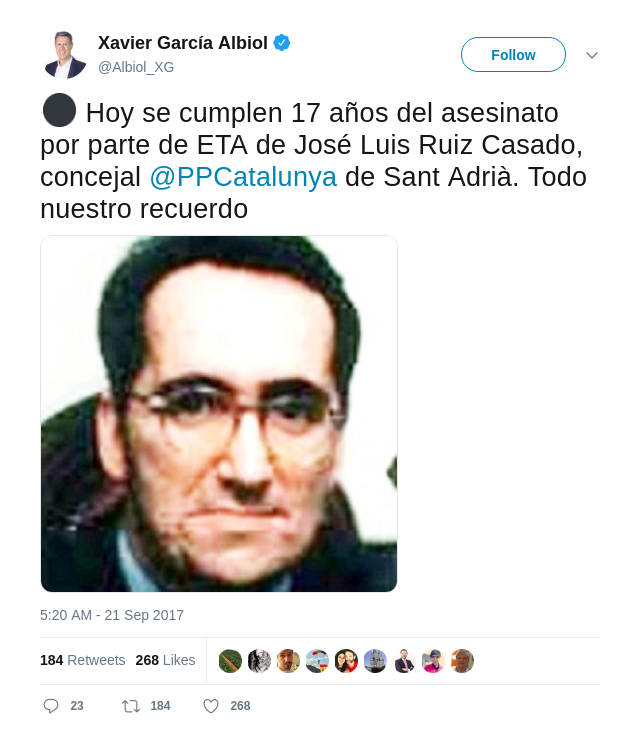 Xavier García Albiol
@Albiol_XG
Follow
Hoy se cumplen 17 años del asesinato
por parte de ETA de José Luis Ruiz Casado,
concejal @PPCatalunya de Sant Adrià. Todo
nuestro recuerdo
5:20 AM - 21 Sep 2017
184 Retweets 268 Likes
23 184 268